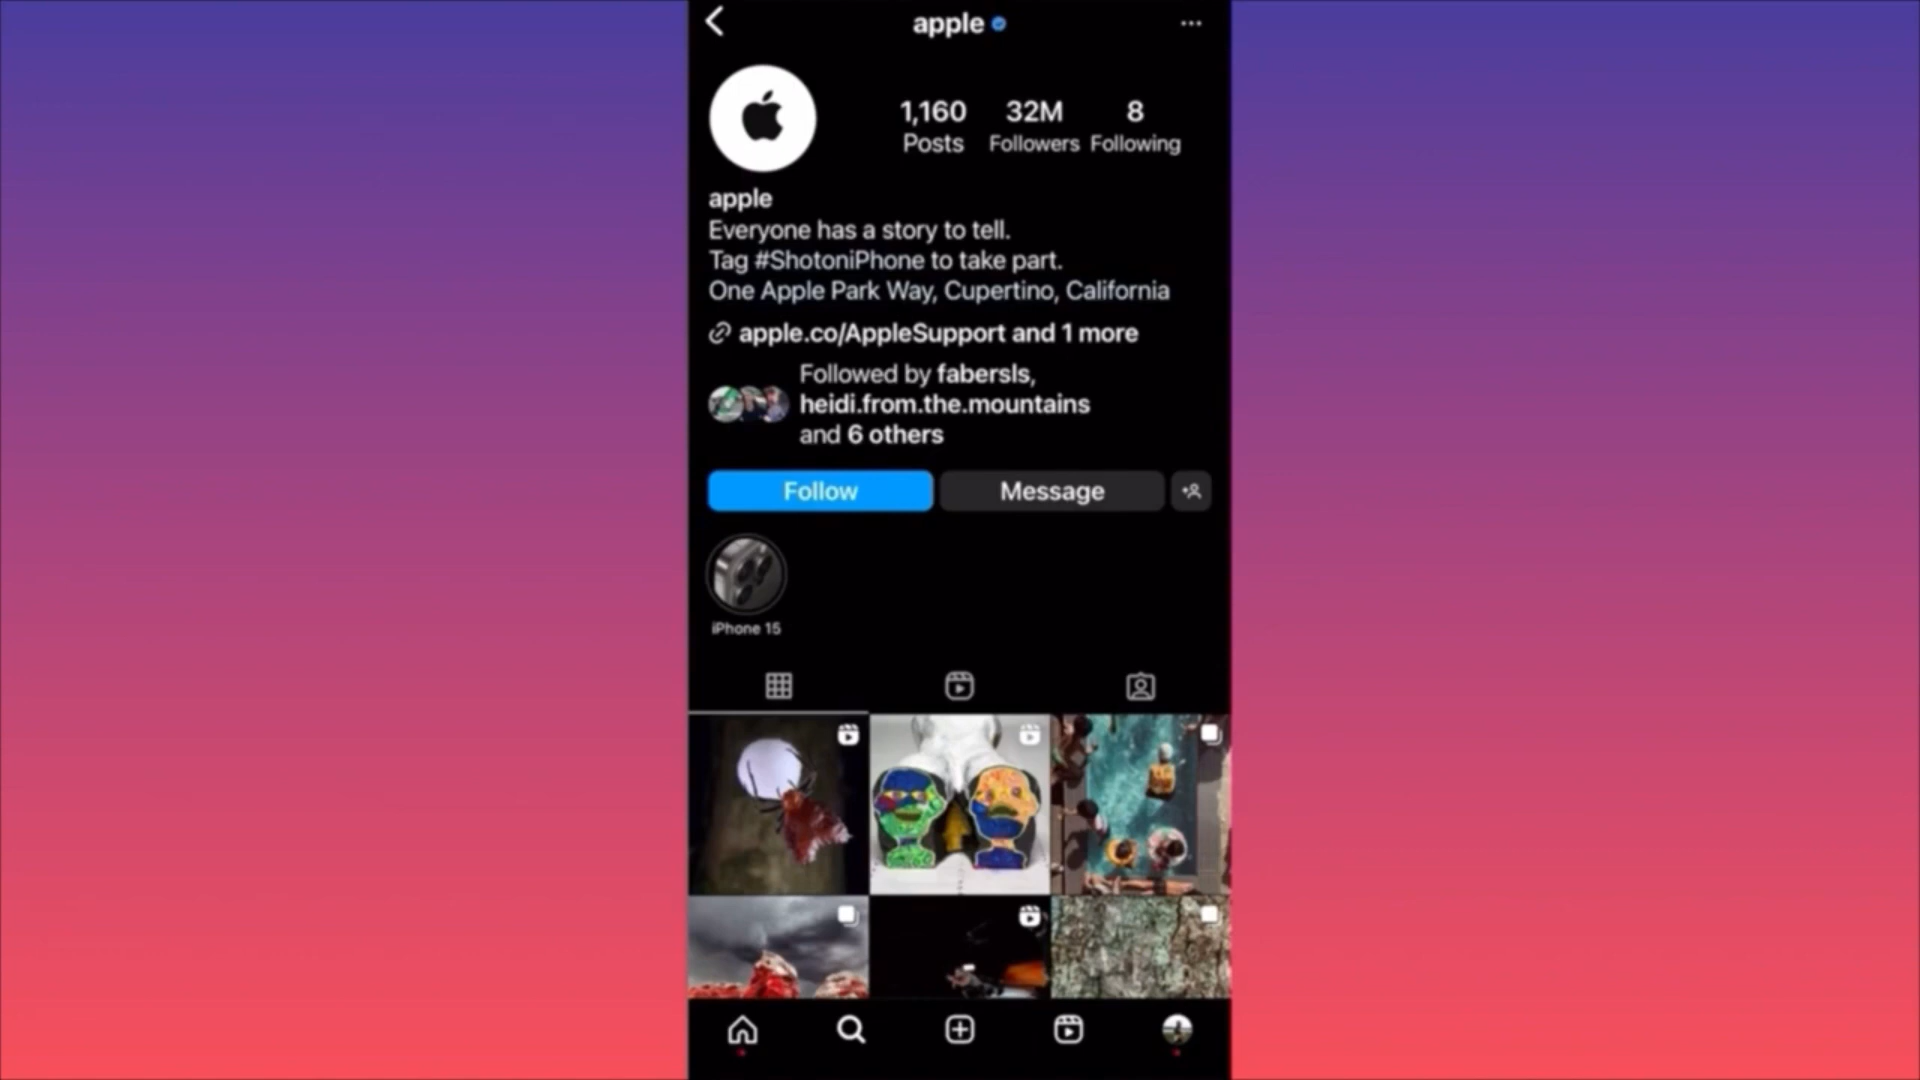 apple
1,160 32M 8
Posts Followers Following
apple
Everyone has a story to tell.
Tag #ShotoniPhone to take part.
One Apple Park Way, Cupertino, California
apple.co/AppleSupport and 1 more
Followed by fabersls,
heidi.from.the.mountains
and 6 others
Follow Message
iPhone 15